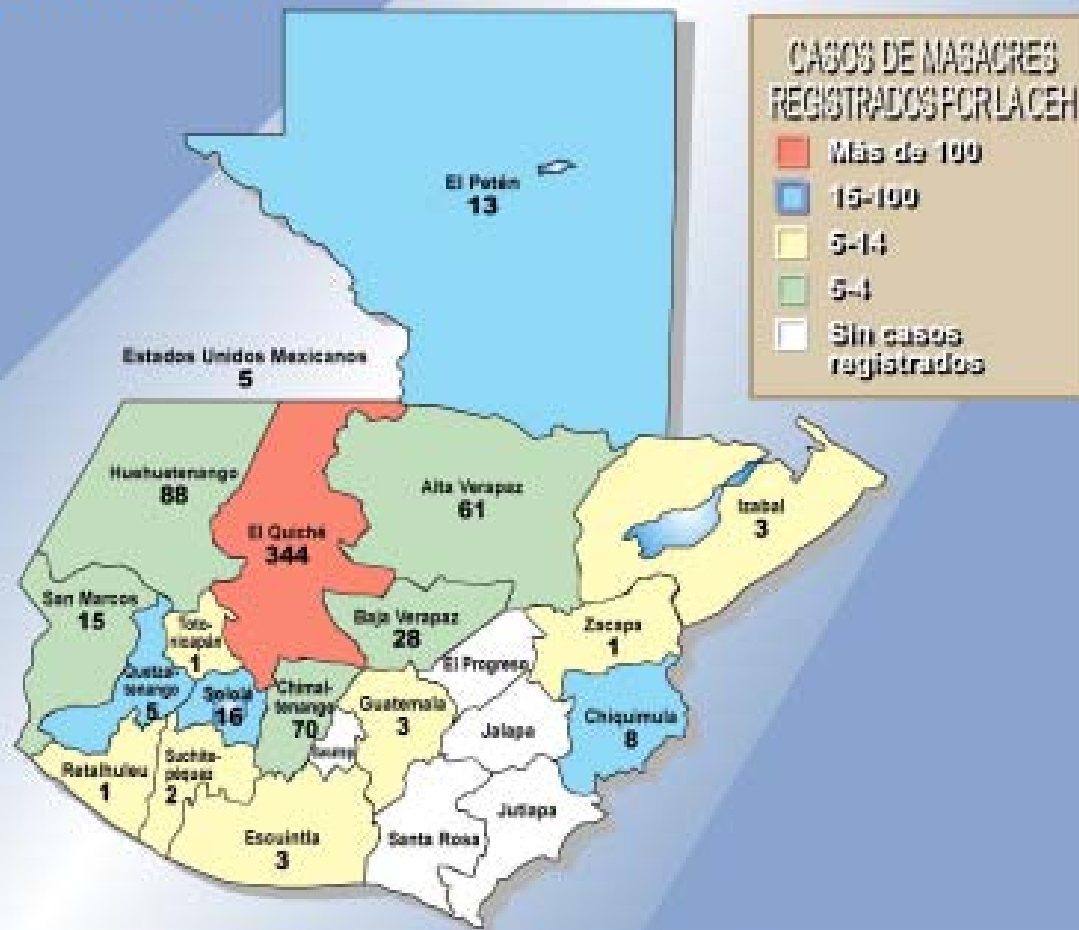 CASOS DE MASACRES
REGISTRADOS POR LA CEH
Más de 100
15-100
5-14
5-4
Sin casos
registrados
El Petén
13
Estados Unidos Mexicanos
5
Huehuetenango
88
El Quiché
344
Alta Verapaz
61
Izabal
3
San Marcos
15
Toto-
nicapán
1
Baja Verapaz
28
Zacapa
1
El Progreso
Quetzal-
tenango
5
Sololá
16
Chimal-
tenango
70
Guatemala
3
Jalapa
Chiquimula
8
Retalhuleu
1
Suchite-
péquez
2
Escuintla
3
Santa Rosa
Jutiapa